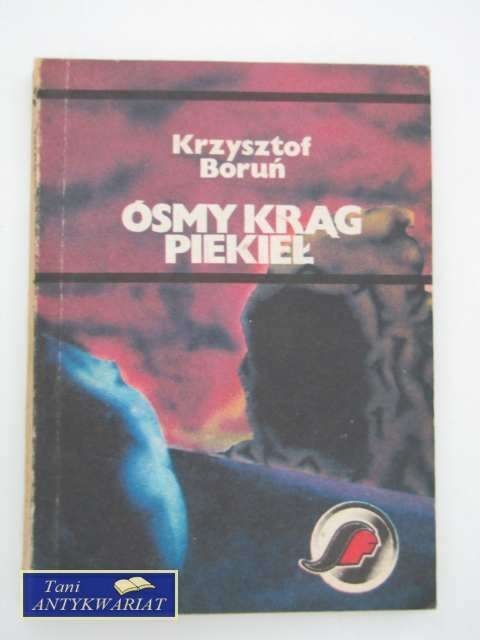 Krzysztof
Boruń
ÓSMY KRĄG
PIEKIEŁ
Tani
ANTYKWARIAT